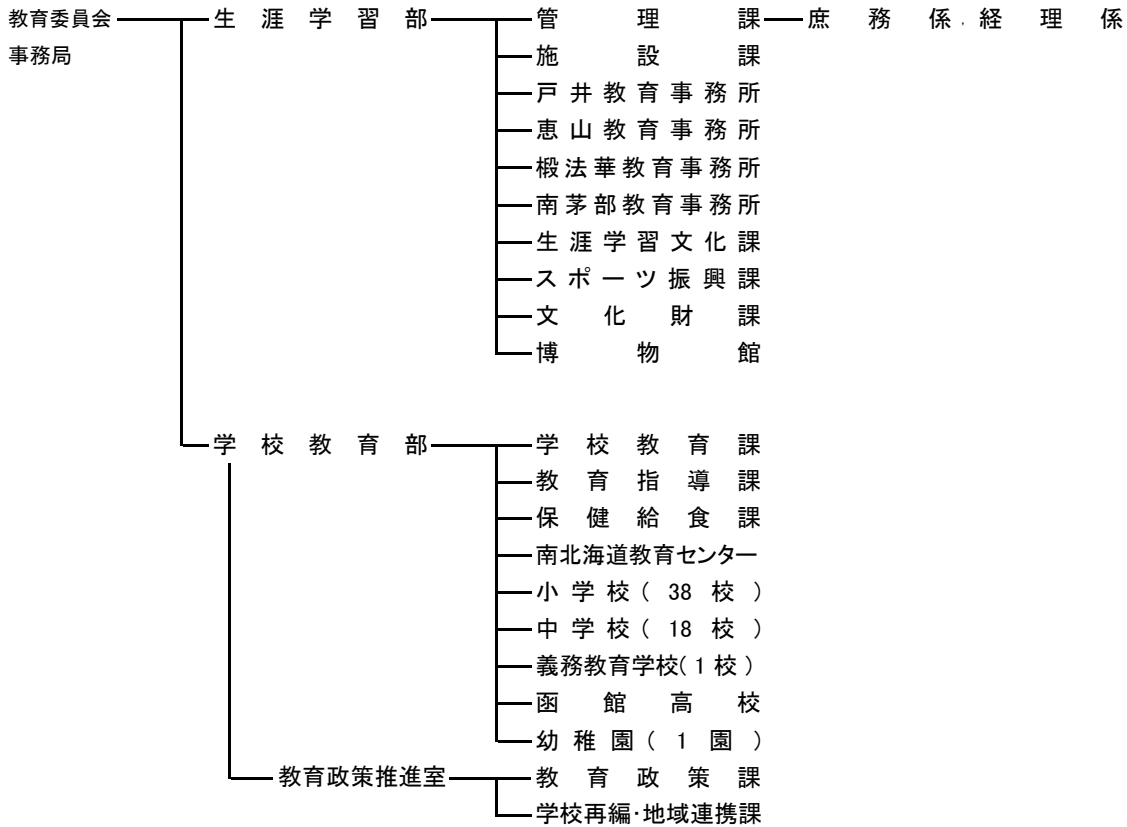 教育委員会 生涯学習部 管理課 庶務係，経理係
事務局 施設課
戸井教育事務所
恵山教育事務所
椴法華教育事務所
南茅部教育事務所
生涯学習文化課
スポーツ振興課
文化財課
博物館
学校教育部 学校教育課
教育指導課
保健給食課
南北海道教育センター
小学校(38校)
中学校(18校)
義務教育学校(1校)
函館高校
幼稚園(1園)
教育政策推進室 教育政策課
学校再編・地域連携課